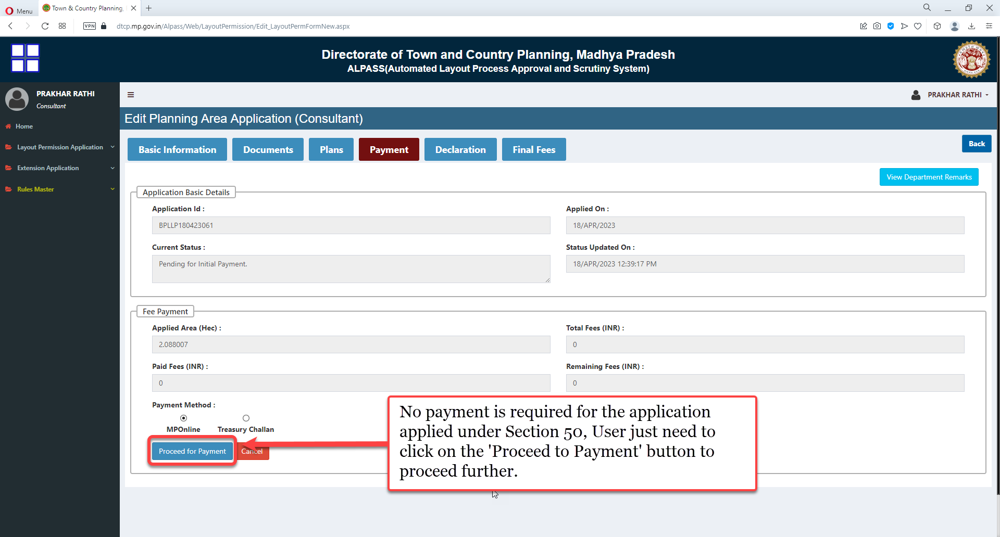 Menu
Town & Country Planning,
VPN
dtcp.mp.gov.in/Alpass/Web/LayoutPermission/Edit_LayoutPermFormNew.aspx
Directorate of Town and Country Planning, Madhya Pradesh
ALPASS(Automated Layout Process Approval and Scrutiny System)
PRAKHAR RATHI
Consultant
PRAKHAR RATHI
Home
Layout Permission Application
Extension Application
Rules Master
Edit Planning Area Application (Consultant)
Basic Information
Documents
Plans
Payment
Declaration
Final Fees
Back
View Department Remarks
Application Basic Details
Application Id :
Applied On :
BPLLP180423061
18/APR/2023
Current Status :
Status Updated On :
Pending for Initial Payment.
18/APR/2023 12:39:17 PM
Fee Payment
Applied Area (Hec) :
Total Fees (INR) :
2.088007
0
Paid Fees (INR) :
Remaining Fees (INR) :
0
0
Payment Method :
MPOnline
Treasury Challan
Proceed for Payment
Cancel
No payment is required for the application
applied under Section 50, User just need to
click on the 'Proceed to Payment' button to
proceed further.